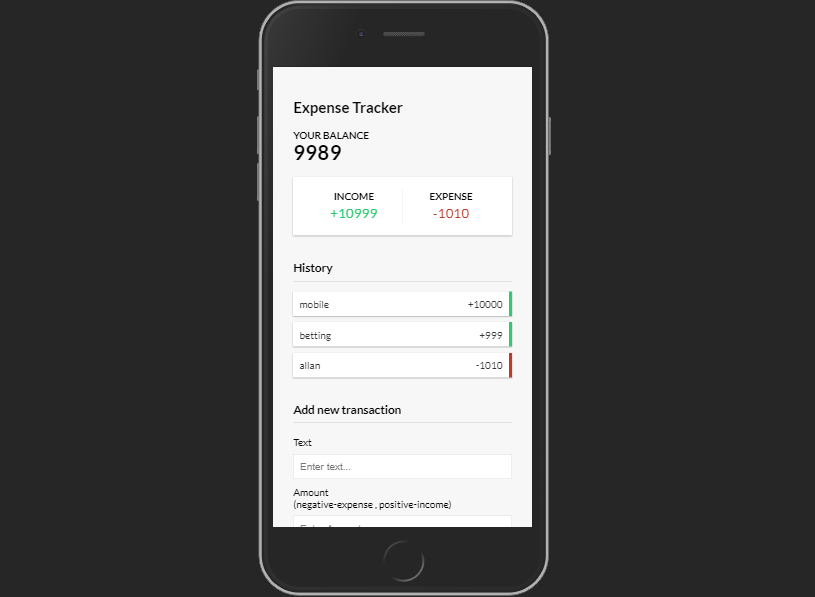 Expense Tracker
YOUR BALANCE
9989
INCOME EXPENSE
+10999 -1010
History
mobile +10000
betting +999
allan -1010
Add new transaction
Text
Enter text...
Amount
(negative-expense , positive-income)